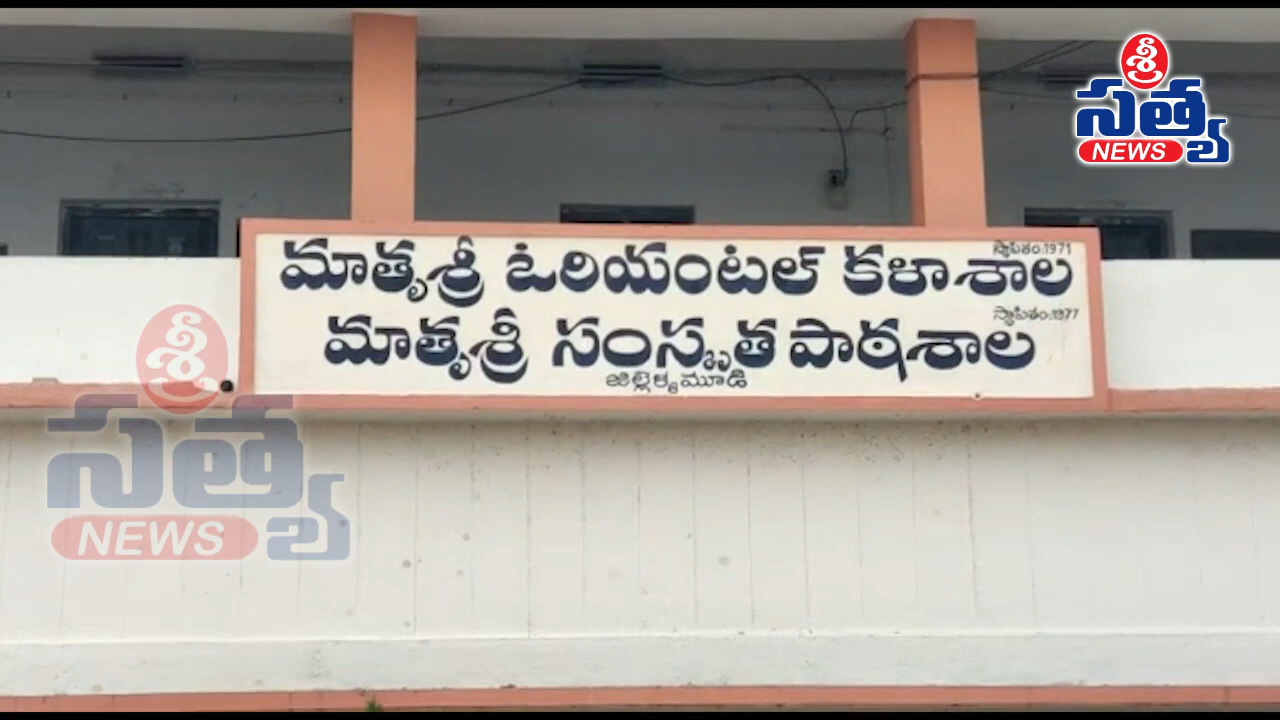 శ్రీ
సత్య
NEWS
స్థాపితం:1971
మాతృశ్రీ ఓరియంటల్ కళాశాల
స్థాపితం:1977
మాతృశ్రీ సంస్కృత పాఠశాల
జిల్లెళ్ళమూడి
శ్రీ
సత్య
NEWS